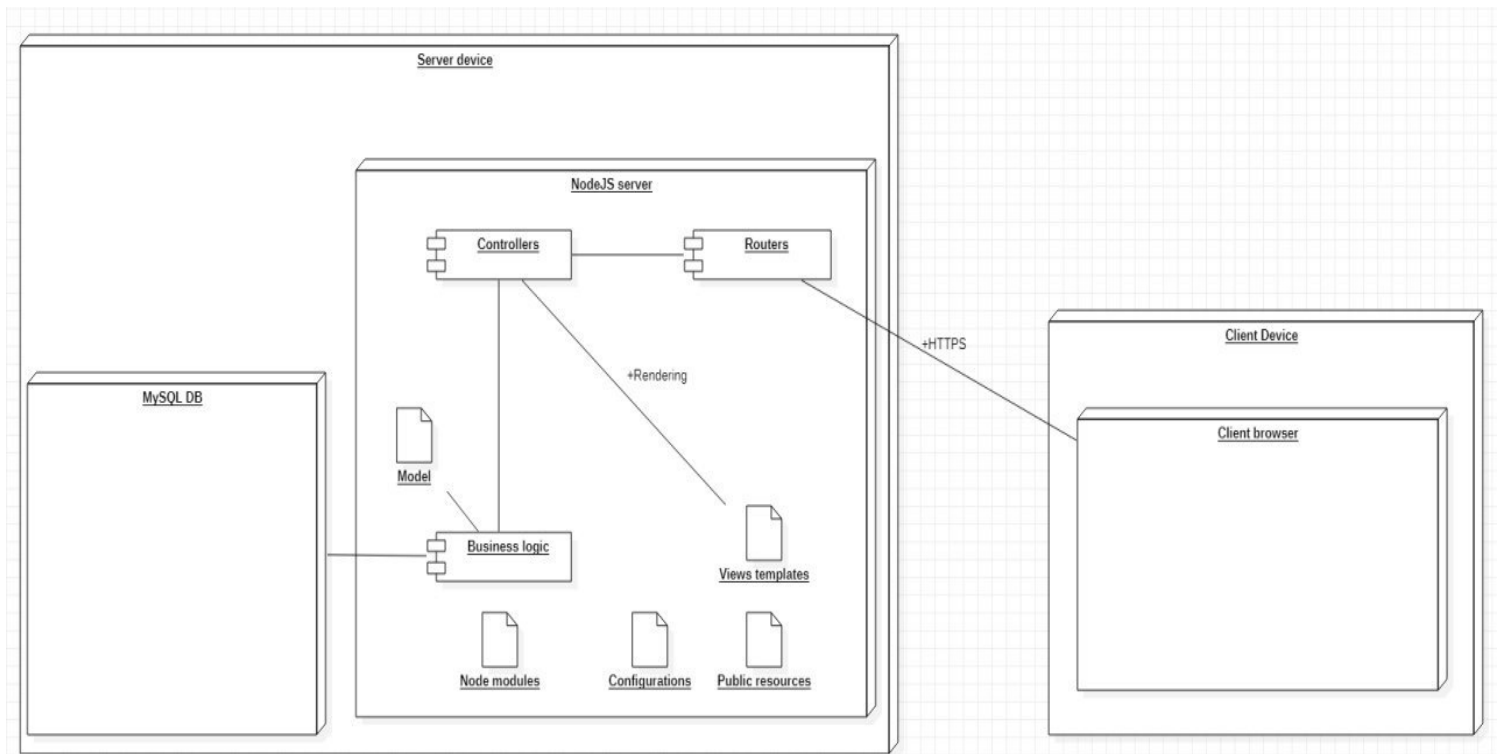 Server device
NodeJS server
Controllers
Routers
+HTTPS
Client Device
+Rendering
MySQL DB
Client browser
Model
Business logic
Views templates
Node modules
Configurations
Public resources